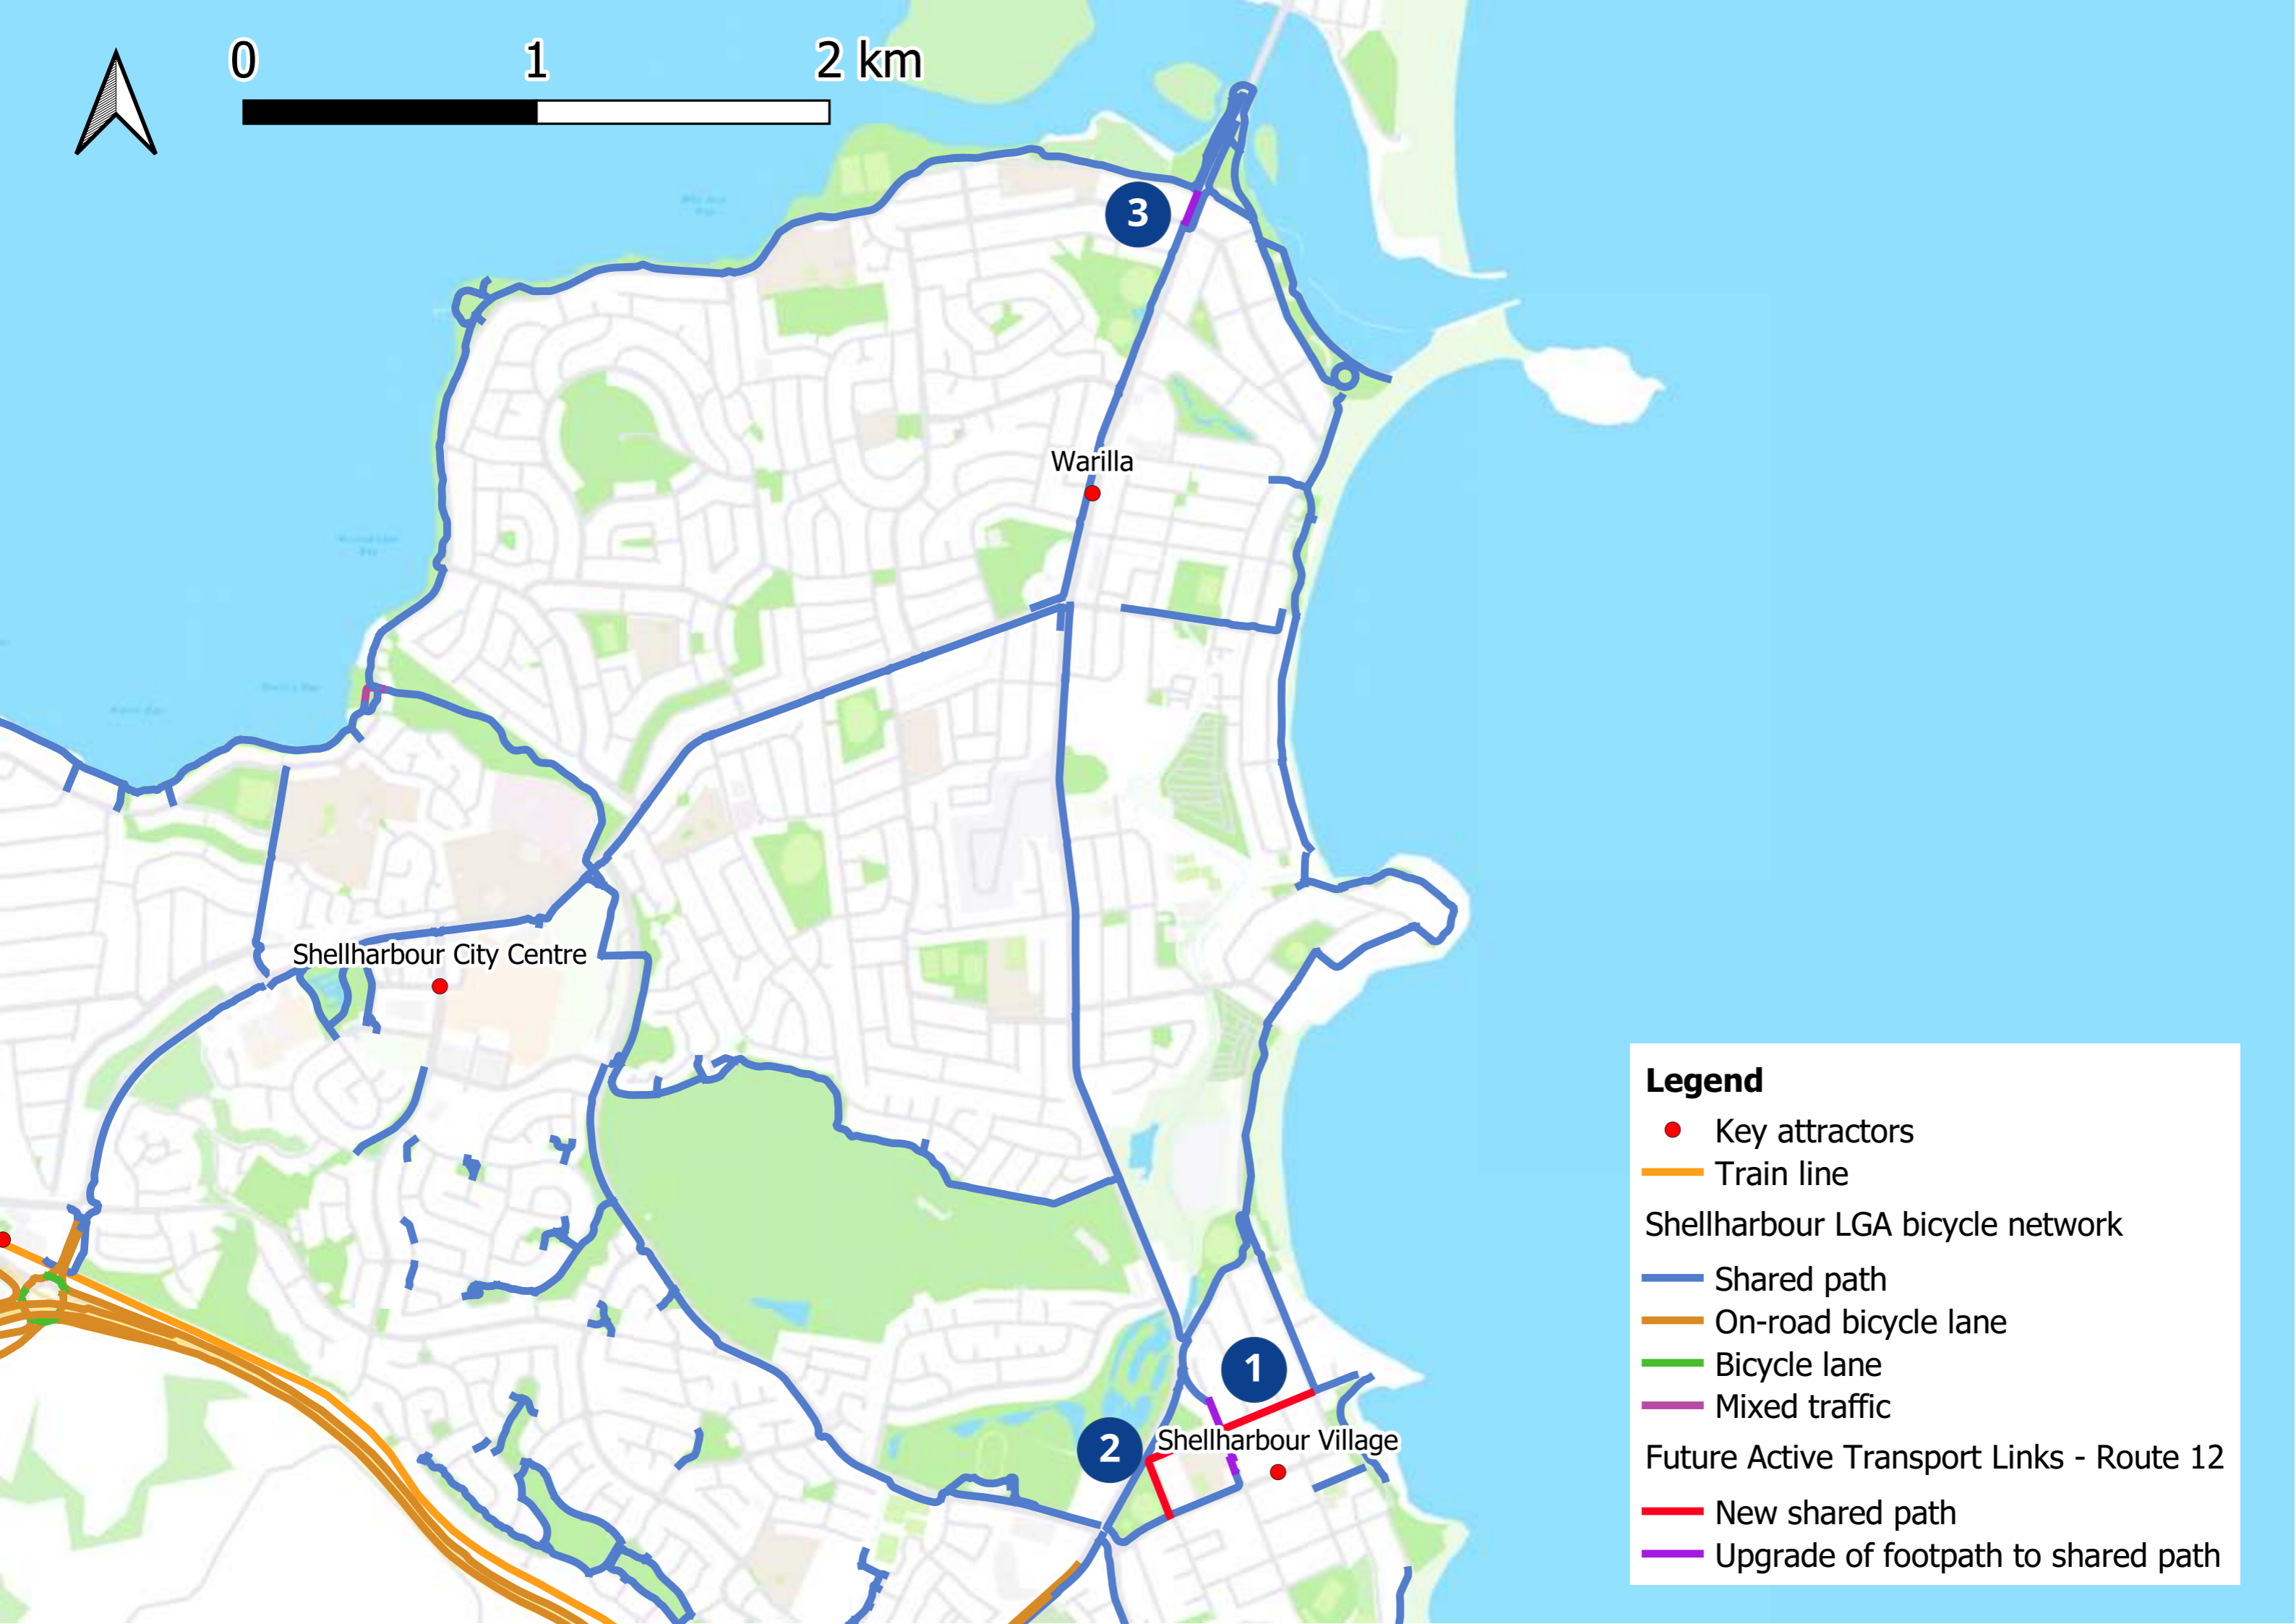 0 1 2 km
3
Warilla
Shellharbour City Centre
1
2
Shellharbour Village
Legend
Key attractors
Train line
Shellharbour LGA bicycle network
Shared path
On-road bicycle lane
Bicycle lane
Mixed traffic
Future Active Transport Links - Route 12
New shared path
Upgrade of footpath to shared path